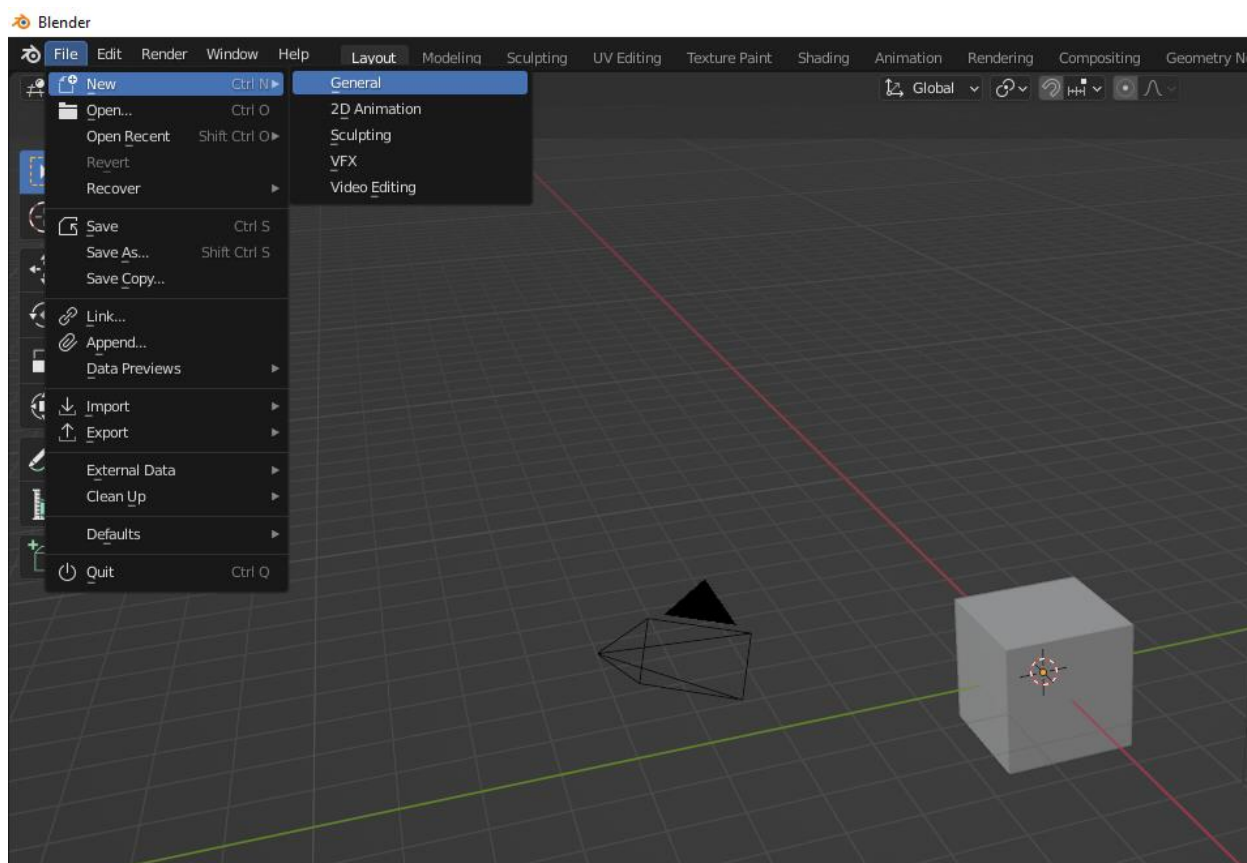 Blender
File Edit Render Window Help Layout Modeling Sculpting UV Editing Texture Paint Shading Animation Rendering Compositing Geometry
Global
New Ctrl N
Open... Ctrl O
Open Recent Shift Ctrl O
Revert
Recover
Save Ctrl S
Save As... Shift Ctrl S
Save Copy...
Link...
Append...
Data Previews
Import
Export
External Data
Clean Up
Defaults
Quit Ctrl Q
General
2D Animation
Sculpting
VFX
Video Editing